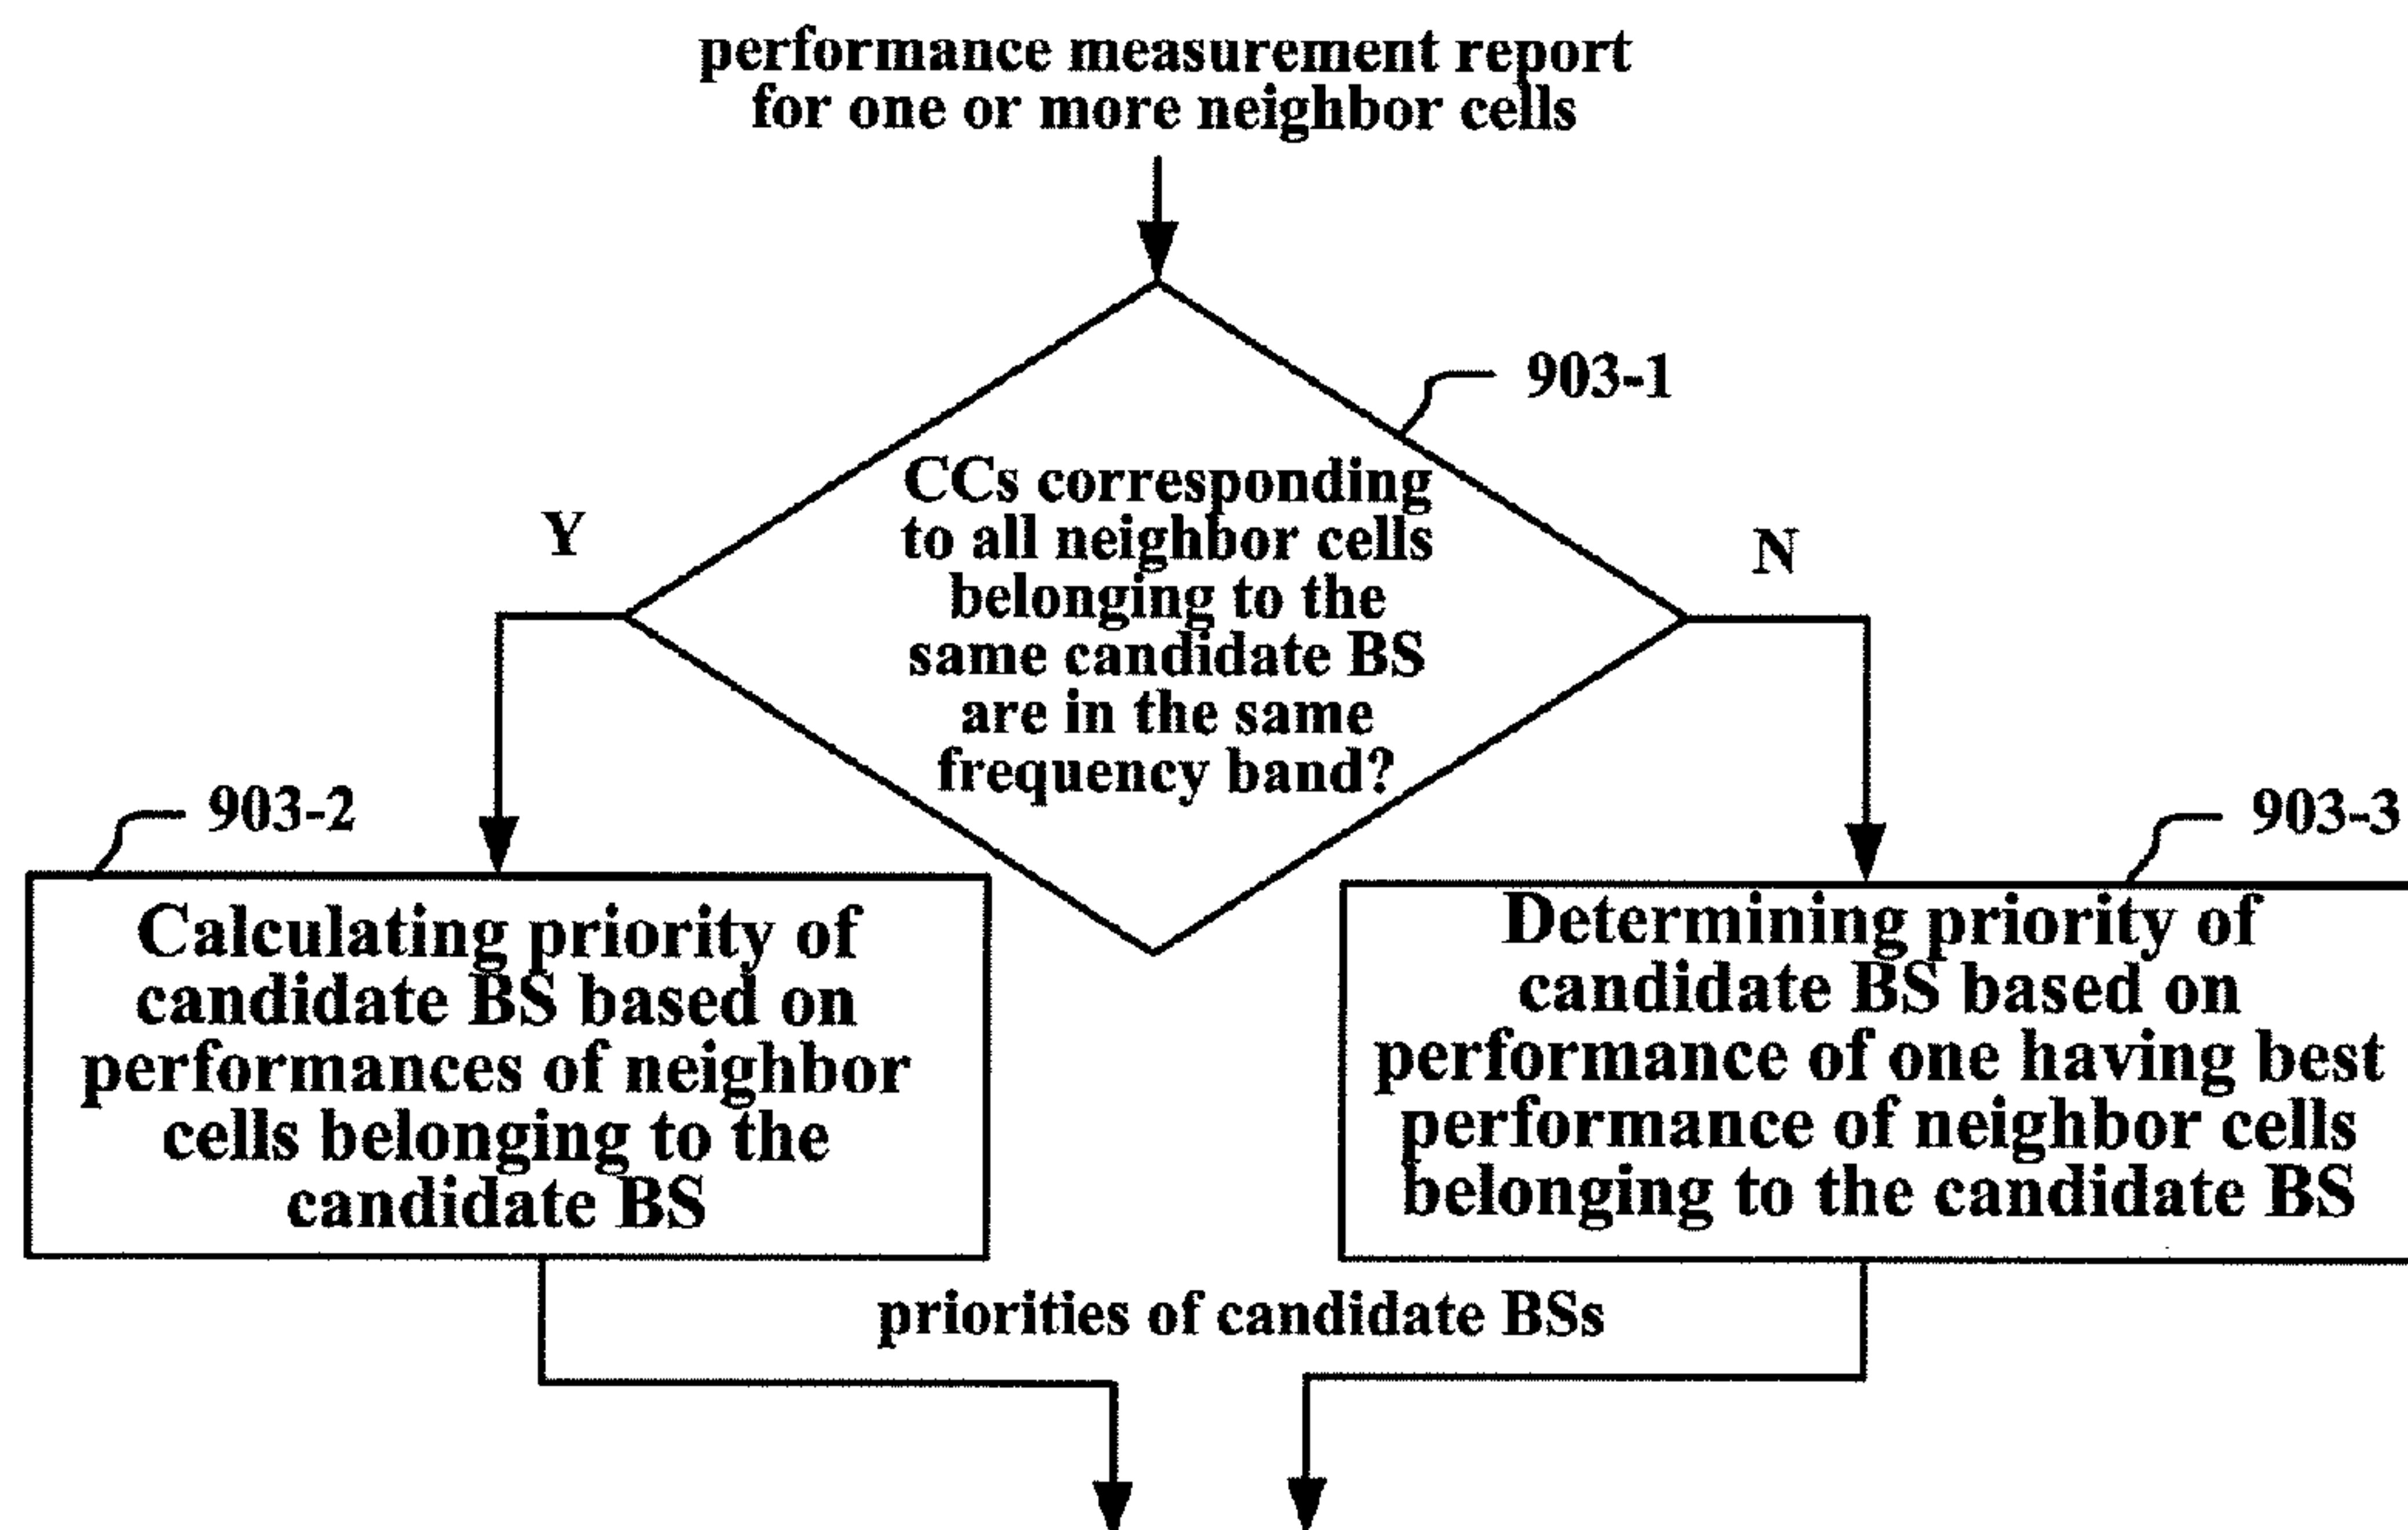 performance measurement report
for one or more neighbor cells
903-1
CCs corresponding
to all neighbor cells
belonging to the
same candidate BS
are in the same
frequency band?
Y
N
903-2
Calculating priority of
candidate BS based on
performances of neighbor
cells belonging to the
candidate BS
903-3
Determining priority of
candidate BS based on
performance of one having best
performance of neighbor cells
belonging to the candidate BS
priorities of candidate BSs